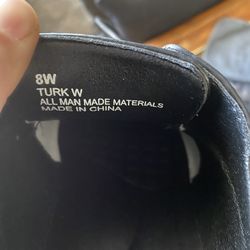 8W
TURK W
ALL MAN MADE MATERIALS
MADE IN CHINA